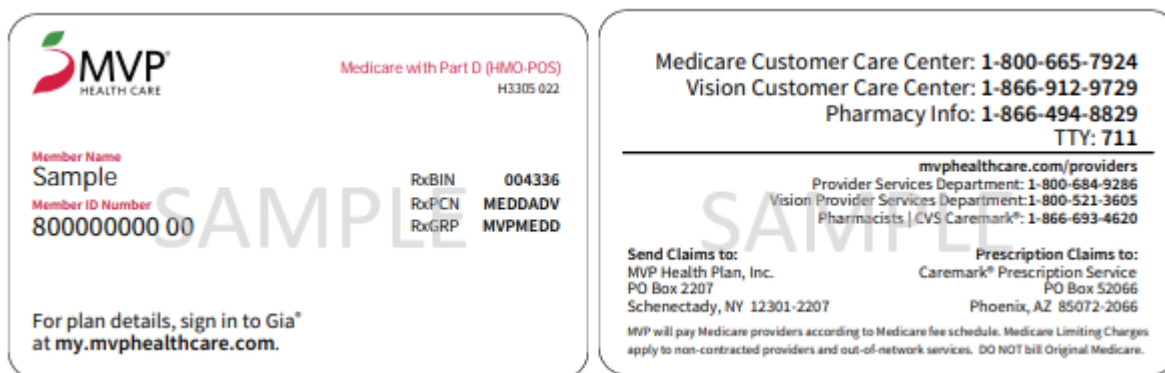 MVP®
HEALTH CARE
Medicare with Part D (HMO-POS)
H3305 022
Member Name
Sample
Member ID Number
800000000 00
RxBIN 004336
RxPCN MEDDADV
RxGRP MVPMEDD
SAMPLE
For plan details, sign in to Gia®
at my.mvphealthcare.com.
Medicare Customer Care Center: 1-800-665-7924
Vision Customer Care Center: 1-866-912-9729
Pharmacy Info: 1-866-494-8829
TTY: 711
mvphealthcare.com/providers
Provider Services Department: 1-800-684-9286
Vision Provider Services Department:1-800-521-3605
Pharmacists | CVS Caremark®: 1-866-693-4620
SAMPLE
Send Claims to:
MVP Health Plan, Inc.
PO Box 2207
Schenectady, NY 12301-2207
Prescription Claims to:
Caremark® Prescription Service
PO Box 52066
Phoenix, AZ 85072-2066
MVP will pay Medicare providers according to Medicare fee schedule. Medicare Limiting Charges
apply to non-contracted providers and out-of-network services. DO NOT bill Original Medicare.